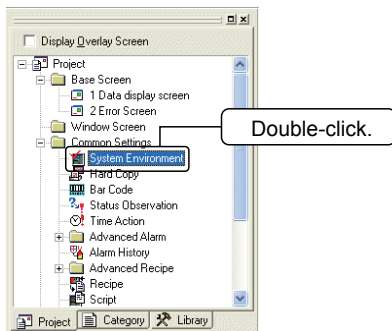 Display Overlay Screen
Project
Base Screen
1 Data display screen
2 Error Screen
Window Screen
Common Settings
System Environment
Double-click.
Hard Copy
Bar Code
Status Observation
Time Action
Advanced Alarm
Alarm History
Advanced Recipe
Recipe
Script
Project Category Library